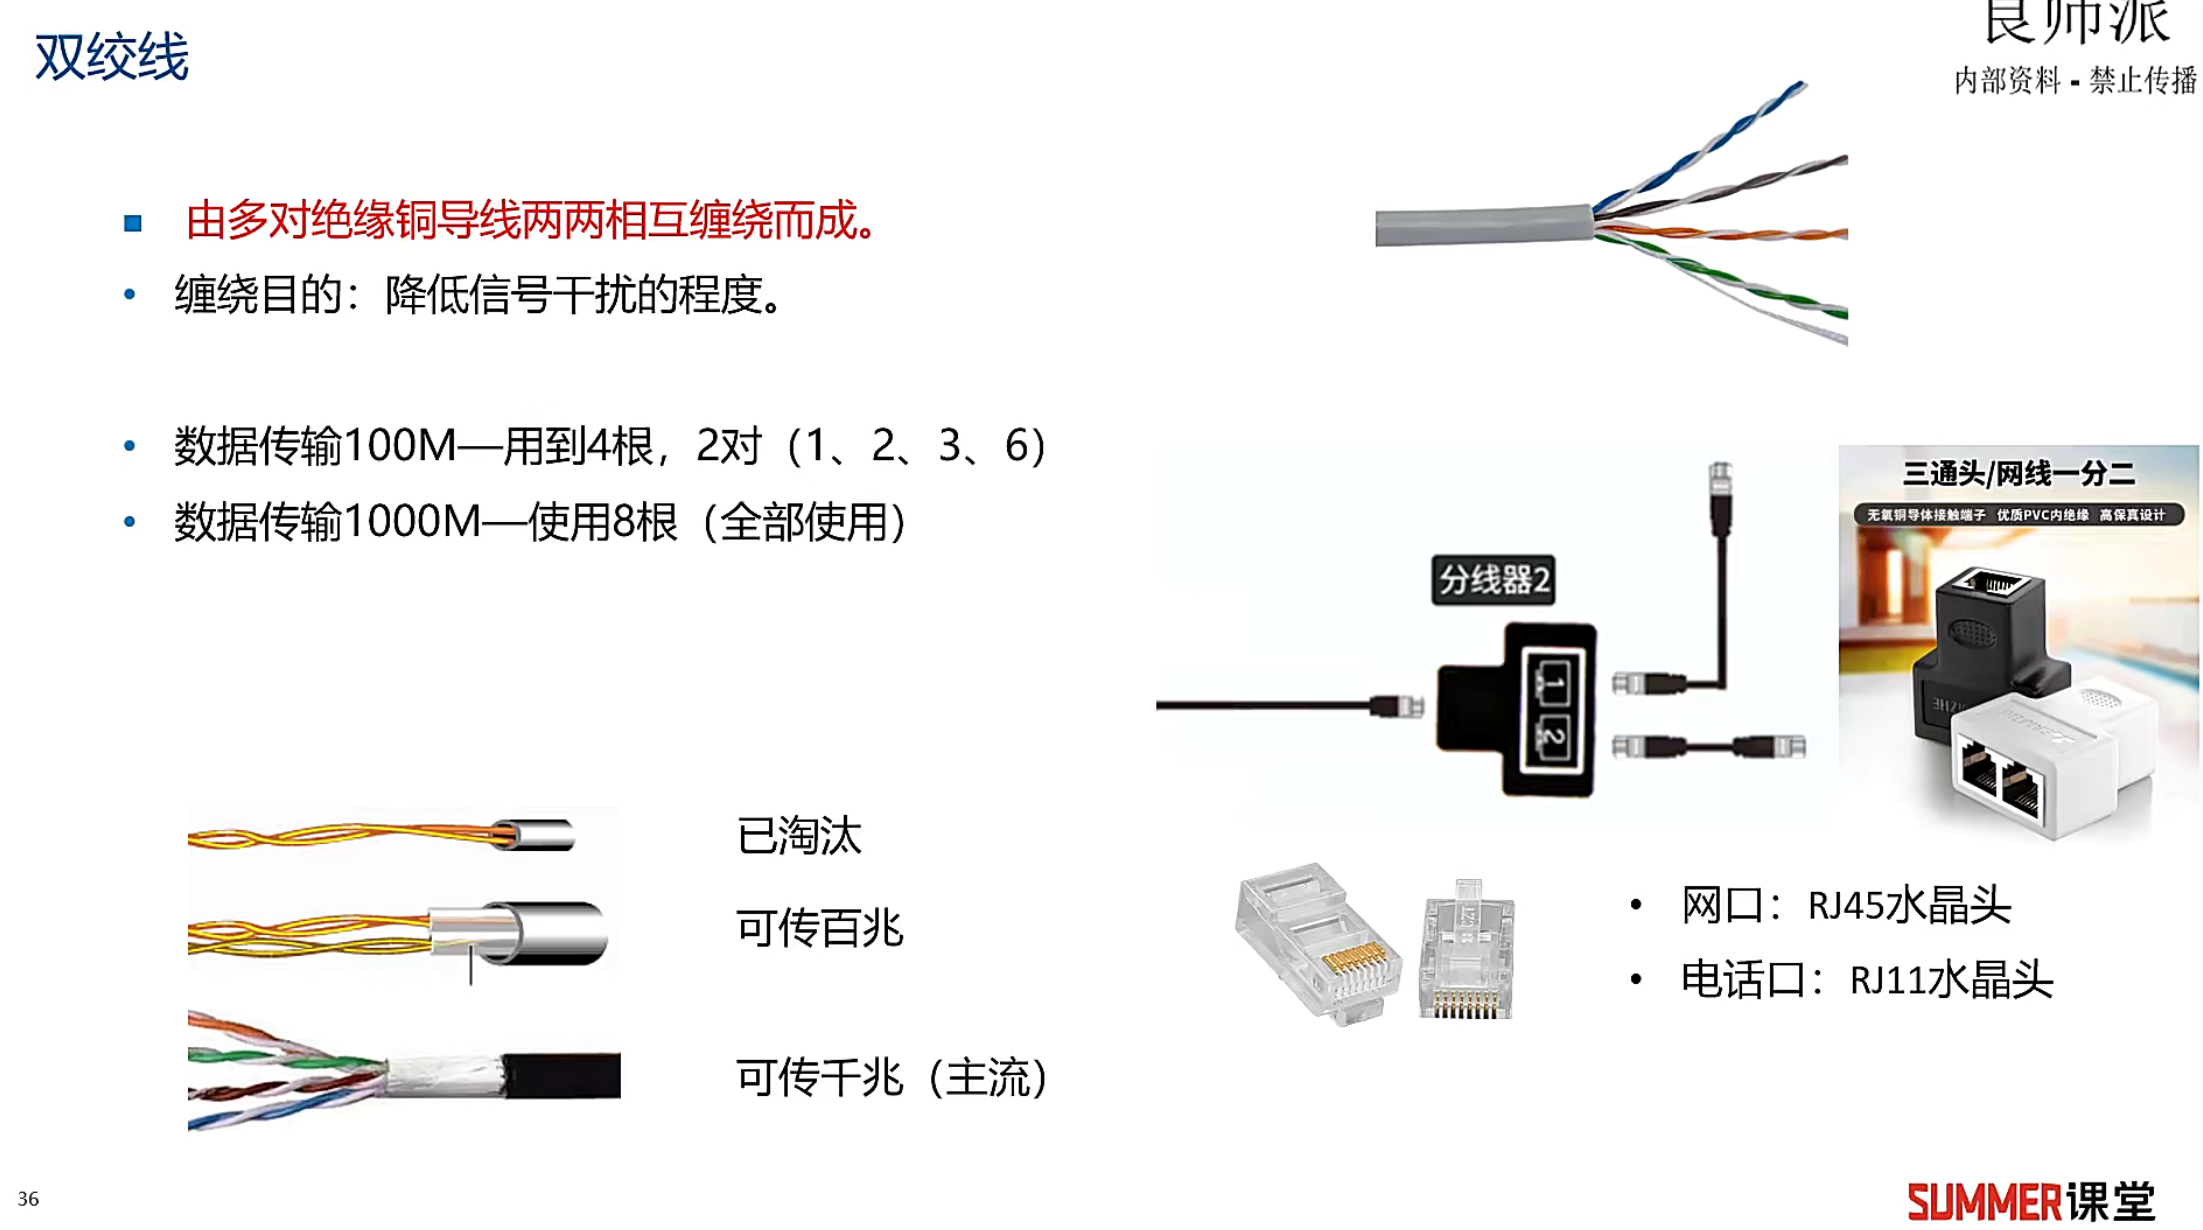 双绞线
良师派
内部资料 - 禁止传播
由多对绝缘铜导线两两相互缠绕而成。
缠绕目的：降低信号干扰的程度。
数据传输100M—用到4根，2对（1、2、3、6）
数据传输1000M—使用8根（全部使用）
分线器2
1
2
三通头/网线一分二
无氧铜导体接触端子 优质PVC内绝缘 高保真设计
已淘汰
可传百兆
可传千兆（主流）
网口：RJ45水晶头
电话口：RJ11水晶头
36
SUMMER课堂